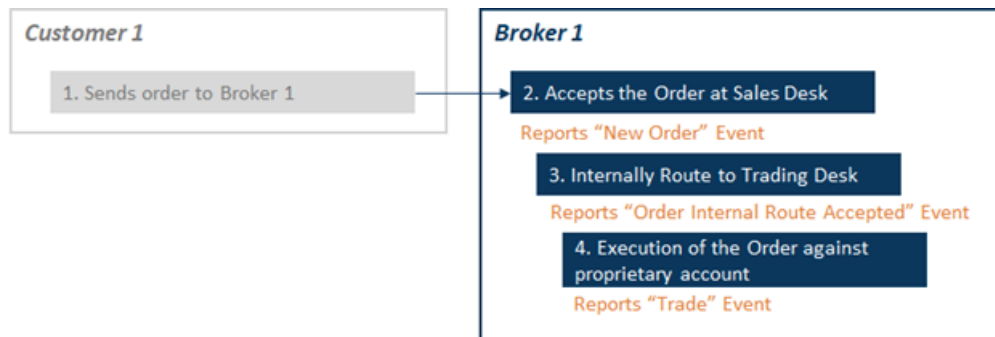 Customer 1
1. Sends order to Broker 1
Broker 1
2. Accepts the Order at Sales Desk
Reports "New Order" Event
3. Internally Route to Trading Desk
Reports "Order Internal Route Accepted" Event
4. Execution of the Order against
proprietary account
Reports "Trade" Event